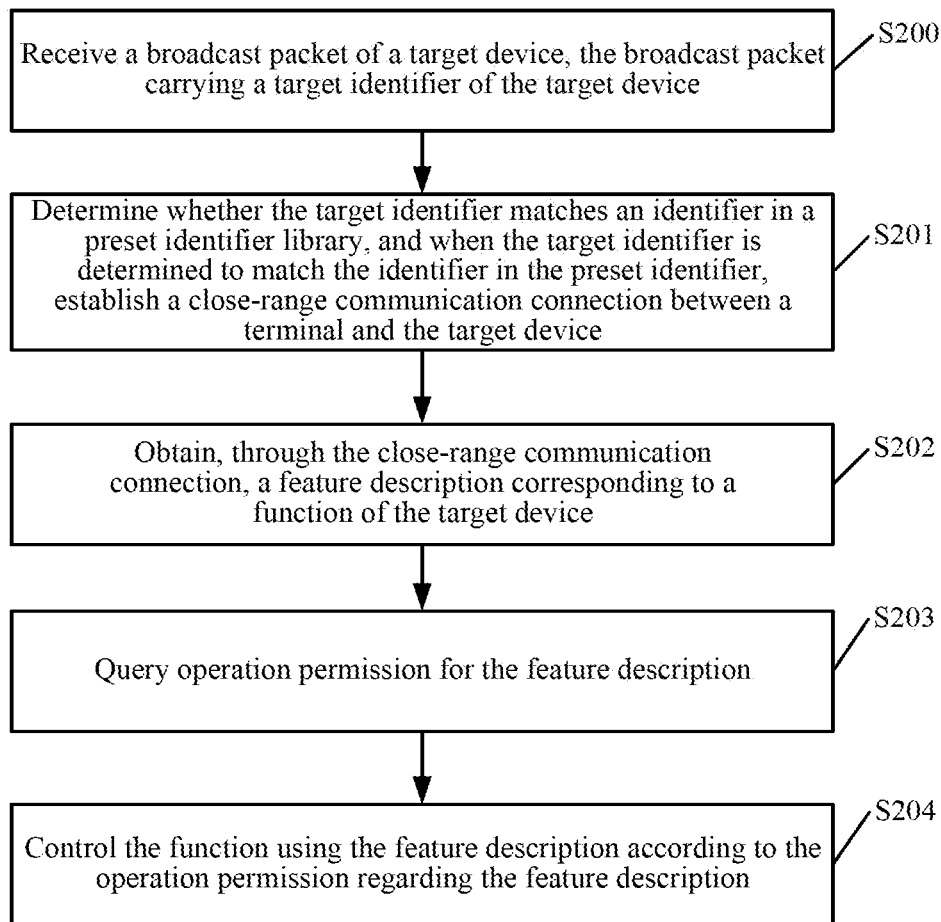 Receive a broadcast packet of a target device, the broadcast packet
carrying a target identifier of the target device
S200
Determine whether the target identifier matches an identifier in a
preset identifier library, and when the target identifier is
determined to match the identifier in the preset identifier,
establish a close-range communication connection between a
terminal and the target device
S201
Obtain, through the close-range communication
connection, a feature description corresponding to a
function of the target device
S202
Query operation permission for the feature description
S203
Control the function using the feature description according to the
operation permission regarding the feature description
S204